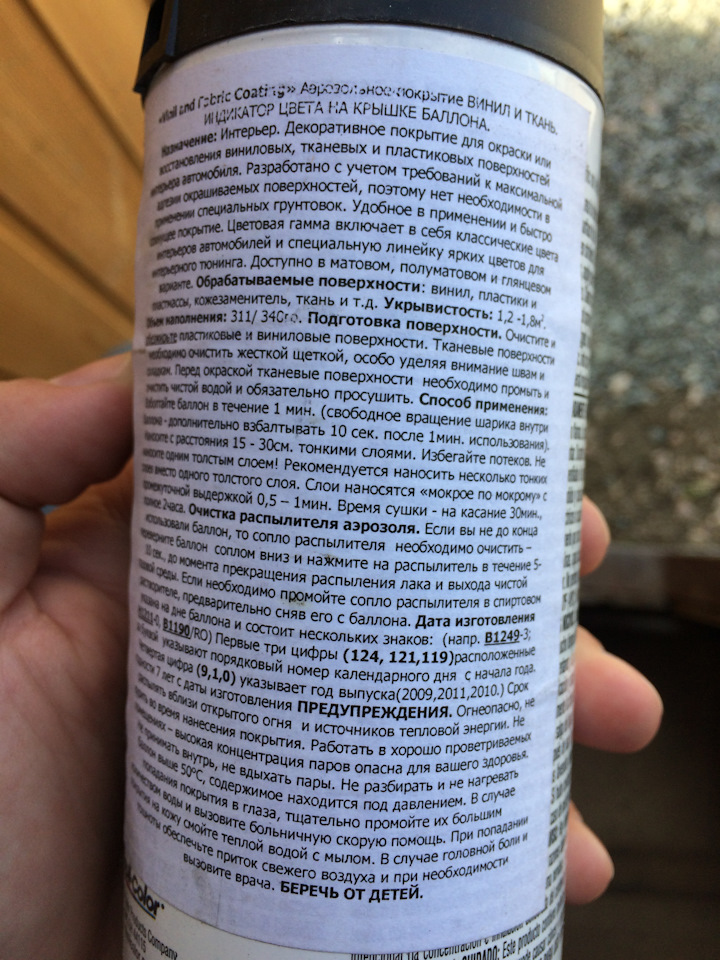 and Fabric Coating» Аэрозольное покрытие ВИНИЛ И ТКАНЬ.
ИНДИКАТОР ЦВЕТА НА КРЫШКЕ БАЛЛОНА.
Назначение: Интерьер. Декоративное покрытие для окраски или
восстановления виниловых, тканевых и пластиковых поверхностей
интерьера автомобиля. Разработано с учетом требований к максимальной
адгезии окрашиваемых поверхностей, поэтому нет необходимости в
применении специальных грунтовок. Удобное в применении и быстро
сохнущее покрытие. Цветовая гамма включает в себя классические цвета
интерьеров автомобилей и специальную линейку ярких цветов для
интерьерного тюнинга. Доступно в матовом, полуматовом и глянцевом
варианте. Обрабатываемые поверхности: винил, пластики и
пластмассы, кожезаменитель, ткань и т.д. Укрывистость: 1,2 -1,8м².
Объем наполнения: 311/ 340гр. Подготовка поверхности. Очистите и
обезжирьте пластиковые и виниловые поверхности. Тканевые поверхности
необходимо очистить жесткой щеткой, особо уделяя внимание швам и
складкам. Перед окраской тканевые поверхности необходимо промыть и
очистить чистой водой и обязательно просушить. Способ применения:
Взболтайте баллон в течение 1 мин. (свободное вращение шарика внутри
баллона - дополнительно взбалтывать 10 сек. после 1мин. использования).
Наносите с расстояния 15 - 30см. тонкими слоями. Избегайте потеков. Не
наносите одним толстым слоем! Рекомендуется наносить несколько тонких
слоев вместо одного толстого слоя. Слои наносятся «мокрое по мокрому» с
промежуточной выдержкой 0,5 – 1мин. Время сушки - на касание 30мин.,
полное 2часа. Очистка распылителя аэрозоля. Если вы не до конца
использовали баллон, то сопло распылителя необходимо очистить –
переверните баллон соплом вниз и нажмите на распылитель в течение 5-
10 сек., до момента прекращения распыления лака и выхода чистой
газовой среды. Если необходимо промойте сопло распылителя в спиртовом
растворителе, предварительно сняв его с баллона. Дата изготовления
указана на дне баллона и состоит нескольких знаков: (напр. B1249-3;
B1211-0, B1190/RO) Первые три цифры (124, 121,119)расположенные
за буквой указывают порядковый номер календарного дня с начала года.
Четвертая цифра (9,1,0) указывает год выпуска(2009,2011,2010.) Срок
годности 7 лет с даты изготовления ПРЕДУПРЕЖДЕНИЯ. Огнеопасно, не
распылять вблизи открытого огня и источников тепловой энергии. Не
курить во время нанесения покрытия. Работать в хорошо проветриваемых
помещениях – высокая концентрация паров опасна для вашего здоровья.
Не принимать внутрь, не вдыхать пары. Не разбирать и не нагревать
баллон выше 50°С, содержимое находится под давлением. В случае
попадания покрытия в глаза, тщательно промойте их большим
количеством воды и вызовите больничную скорую помощь. При попадании
покрытия на кожу смойте теплой водой с мылом. В случае головной боли и
тошноты обеспечьте приток свежего воздуха и при необходимости
вызовите врача. БЕРЕЧЬ ОТ ДЕТЕЙ.
Company
CUIDADO: Este producto